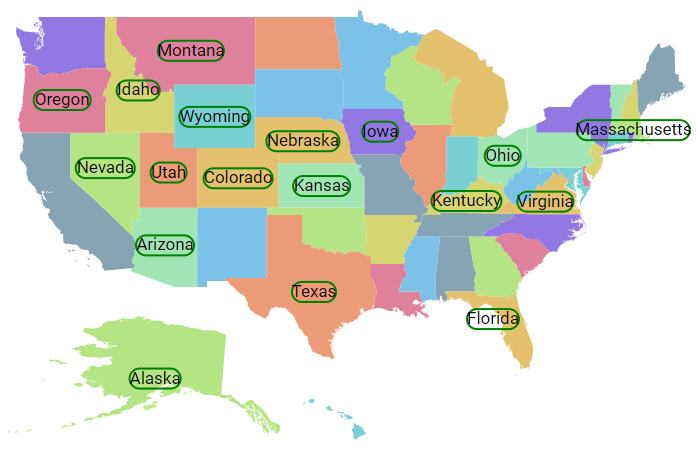 Montana
Idaho
Oregon
Wyoming
Massachusetts
Iowa
Nebraska
Ohio
Nevada
Utah
Colorado
Kansas
Kentucky
Virginia
Arizona
Texas
Florida
Alaska